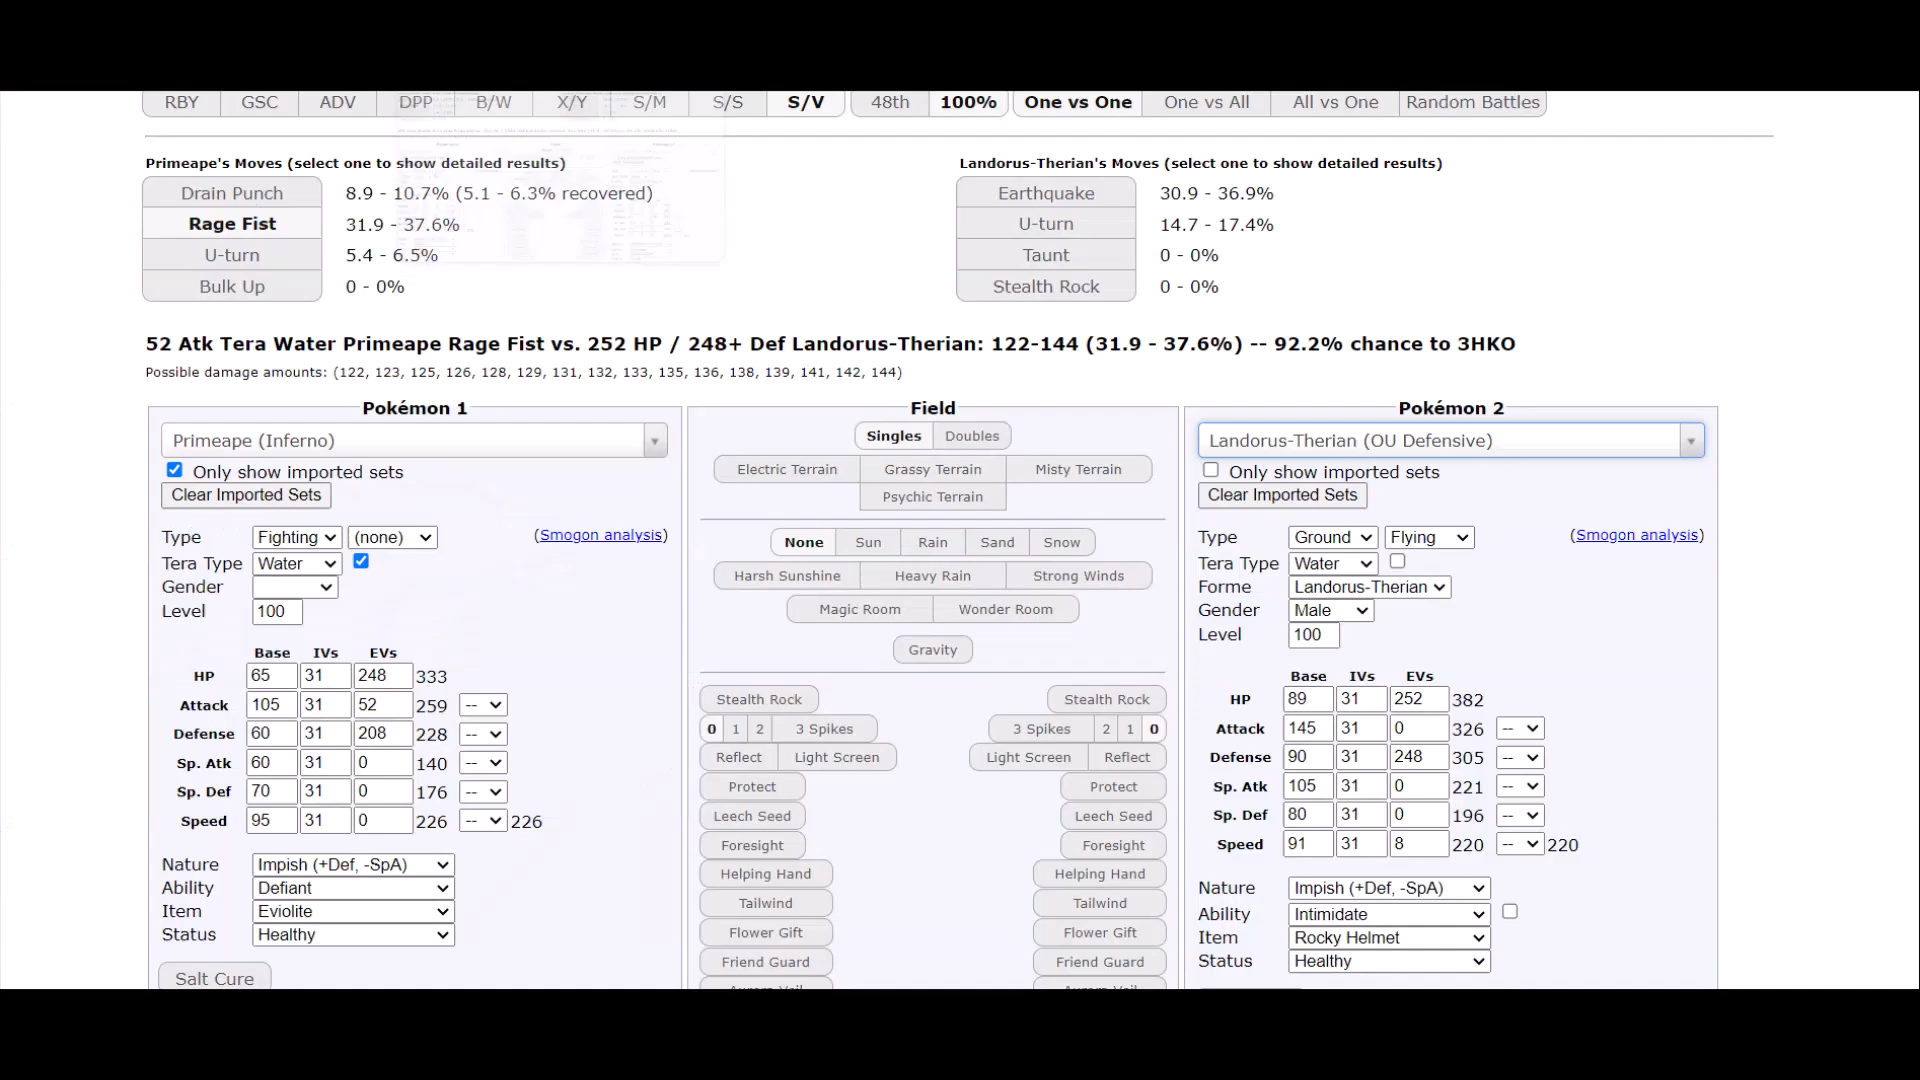 RBY GSC ADV DPP B/W X/Y S/M S/S S/V 48th 100% One vs One One vs All All vs One Random Battles
Primeape's Moves (select one to show detailed results)
Drain Punch 8.9 - 10.7% (5.1 - 6.3% recovered)
Rage Fist 31.9 - 37.6%
U-turn 5.4 - 6.5%
Bulk Up 0 - 0%
Landorus-Therian's Moves (select one to show detailed results)
Earthquake 30.9 - 36.9%
U-turn 14.7 - 17.4%
Taunt 0 - 0%
Stealth Rock 0 - 0%
52 Atk Tera Water Primeape Rage Fist vs. 252 HP / 248+ Def Landorus-Therian: 122-144 (31.9 - 37.6%) -- 92.2% chance to 3HKO
Possible damage amounts: (122, 123, 125, 126, 128, 129, 131, 132, 133, 135, 136, 138, 139, 141, 142, 144)
Pokémon 1
Primeape (Inferno)
Only show imported sets
Clear Imported Sets
Type Fighting (none) (Smogon analysis)
Tera Type Water
Gender
Level 100
Base IVs EVs
HP 65 31 248 333
Attack 105 31 52 259 --
Defense 60 31 208 228 --
Sp. Atk 60 31 0 140 --
Sp. Def 70 31 0 176 --
Speed 95 31 0 226 -- 226
Nature Impish (+Def, -SpA)
Ability Defiant
Item Eviolite
Status Healthy
Salt Cure
Field
Singles Doubles
Electric Terrain Grassy Terrain Misty Terrain
Psychic Terrain
None Sun Rain Sand Snow
Harsh Sunshine Heavy Rain Strong Winds
Magic Room Wonder Room
Gravity
Stealth Rock Stealth Rock
0 1 2 3 Spikes 3 Spikes 2 1 0
Reflect Light Screen Light Screen Reflect
Protect Protect
Leech Seed Leech Seed
Foresight Foresight
Helping Hand Helping Hand
Tailwind Tailwind
Flower Gift Flower Gift
Friend Guard Friend Guard
Aurora Veil Aurora Veil
Pokémon 2
Landorus-Therian (OU Defensive)
Only show imported sets
Clear Imported Sets
Type Ground Flying (Smogon analysis)
Tera Type Water
Forme Landorus-Therian
Gender Male
Level 100
Base IVs EVs
HP 89 31 252 382
Attack 145 31 0 326 --
Defense 90 31 248 305 --
Sp. Atk 105 31 0 221 --
Sp. Def 80 31 0 196 --
Speed 91 31 8 220 -- 220
Nature Impish (+Def, -SpA)
Ability Intimidate
Item Rocky Helmet
Status Healthy